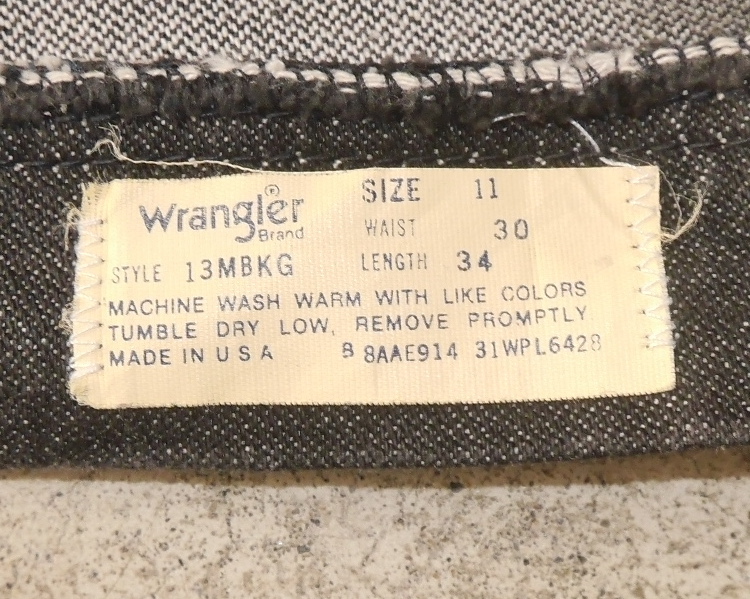 Wrangler®
Brand
SIZE 11
WAIST 30
STYLE 13MBKG
LENGTH 34
MACHINE WASH WARM WITH LIKE COLORS
TUMBLE DRY LOW, REMOVE PROMPTLY
MADE IN U S A B 8AAE914 31WPL6428